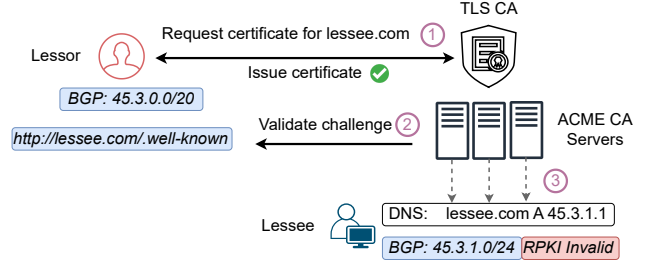 TLS CA
Request certificate for lessee.com 1
Lessor
Issue certificate
BGP: 45.3.0.0/20
http://lessee.com/.well-known
Validate challenge 2
ACME CA
Servers
3
Lessee
DNS: lessee.com A 45.3.1.1
BGP: 45.3.1.0/24 RPKI Invalid